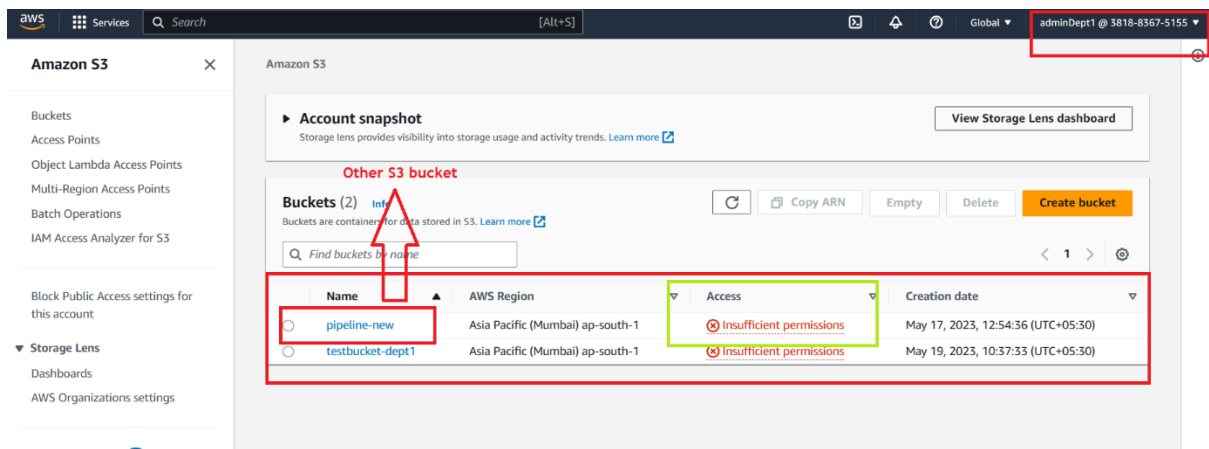 aws
Services
Search
[Alt+S]
Global ▼
adminDept1 @ 3818-8367-5155 ▼
Amazon S3
Buckets
Access Points
Object Lambda Access Points
Multi-Region Access Points
Batch Operations
IAM Access Analyzer for S3
Block Public Access settings for
this account
▼ Storage Lens
Dashboards
AWS Organizations settings
Amazon S3
▶ Account snapshot
Storage lens provides visibility into storage usage and activity trends. Learn more
View Storage Lens dashboard
Other S3 bucket
Buckets (2) Info
Buckets are containers for data stored in S3. Learn more
Copy ARN
Empty
Delete
Create bucket
Find buckets by name
< 1 >
Name ▲ AWS Region ▽ Access ▽ Creation date ▽
pipeline-new Asia Pacific (Mumbai) ap-south-1 Insufficient permissions May 17, 2023, 12:54:36 (UTC+05:30)
testbucket-dept1 Asia Pacific (Mumbai) ap-south-1 Insufficient permissions May 19, 2023, 10:37:33 (UTC+05:30)